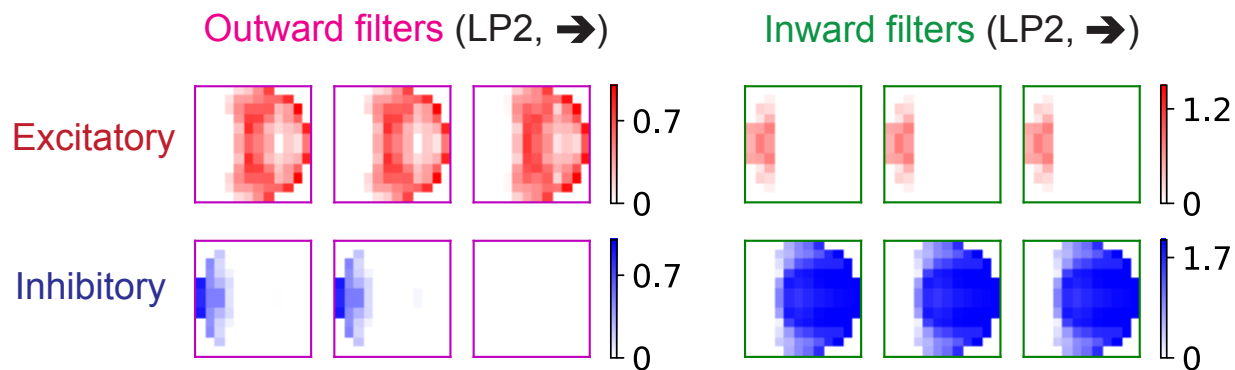 Outward filters (LP2, ➔)
Inward filters (LP2, ➔)
Excitatory
0.7
0
1.2
0
Inhibitory
0.7
0
1.7
0